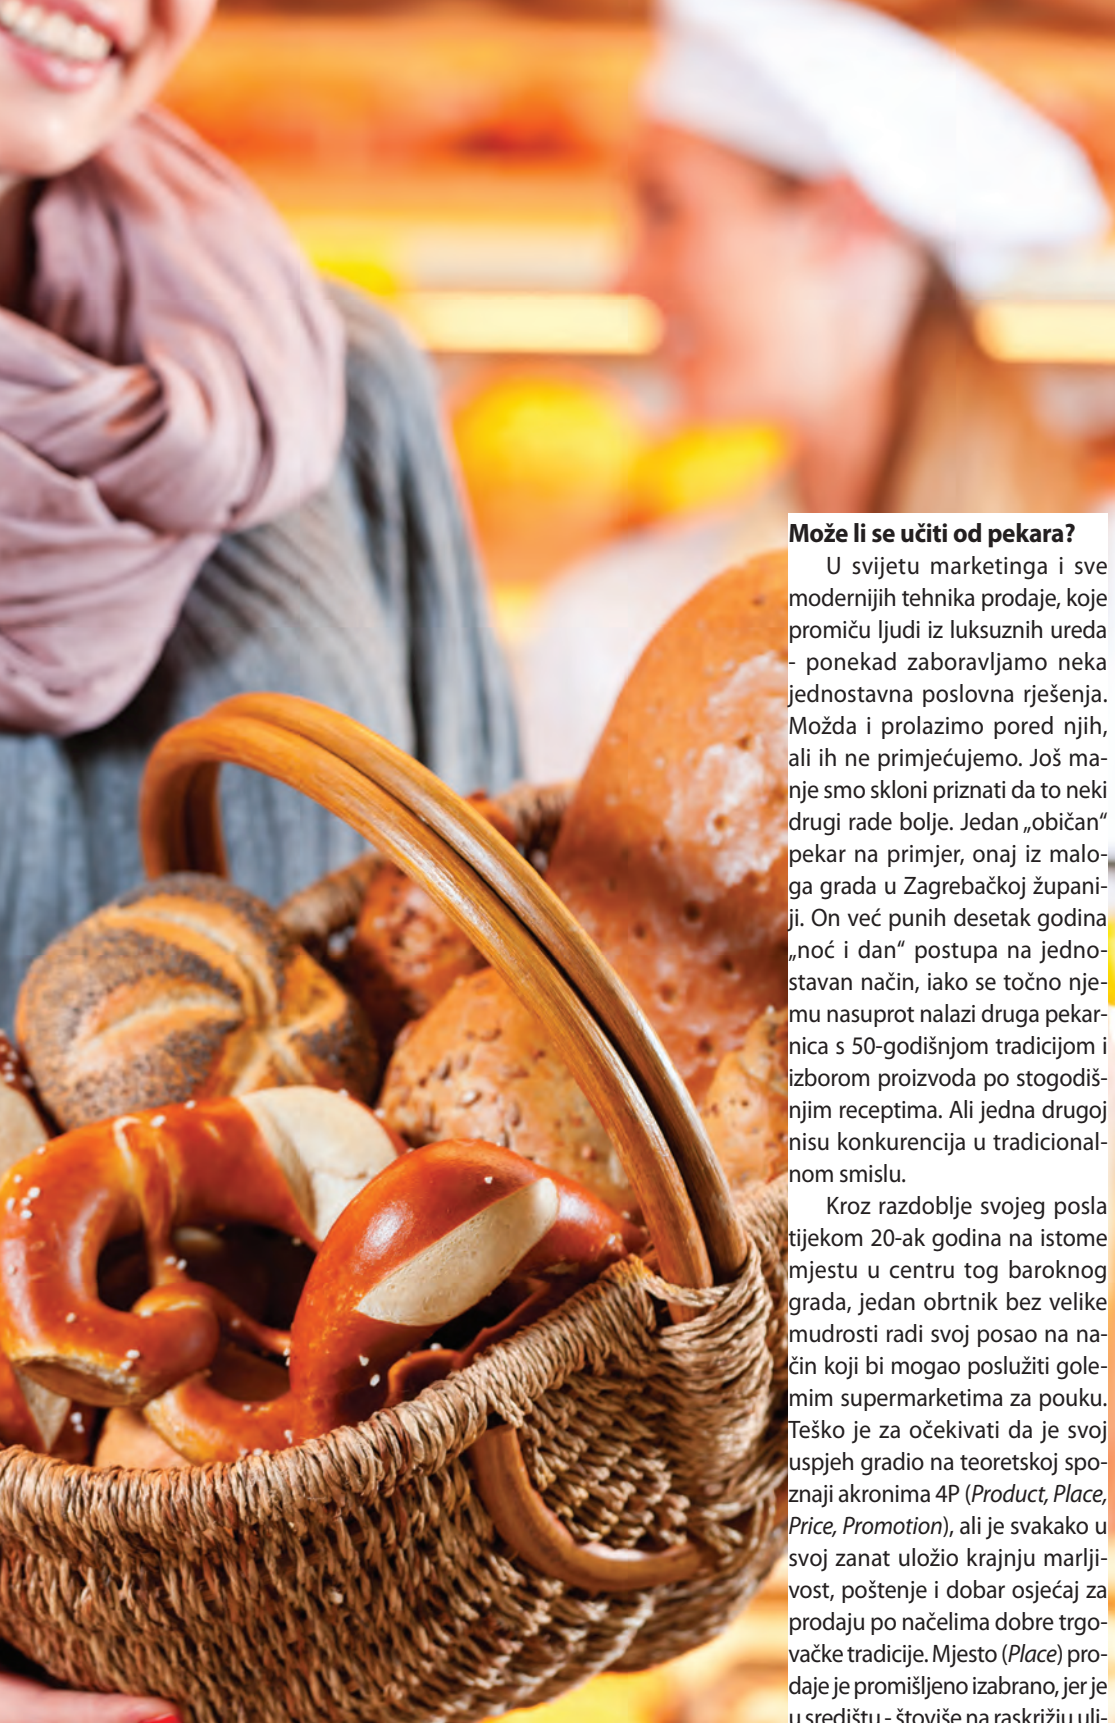 Može li se učiti od pekara?
U svijetu marketinga i sve
modernijih tehnika prodaje, koje
promiču ljudi iz luksuznih ureda
- ponekad zaboravljamo neka
jednostavna poslovna rješenja.
Možda i prolazimo pored njih,
ali ih ne primjećujemo. Još ma-
nje smo skloni priznati da to neki
drugi rade bolje. Jedan „običan“
pekar na primjer, onaj iz malo-
ga grada u Zagrebačkoj župani-
ji. On već punih desetak godina
„noć i dan“ postupa na jedno-
stavan način, iako se točno nje-
mu nasuprot nalazi druga pekar-
nica s 50-godišnjom tradicijom i
izborom proizvoda po stogodiš-
njim receptima. Ali jedna drugoj
nisu konkurencija u tradicional-
nom smislu.
Kroz razdoblje svojeg posla
tijekom 20-ak godina na istome
mjestu u centru tog baroknog
grada, jedan obrtnik bez velike
mudrosti radi svoj posao na na-
čin koji bi mogao poslužiti gole-
mim supermarketima za pouku.
Teško je za očekivati da je svoj
uspjeh gradio na teoretskoj spo-
znaji akronima 4P (Product, Place,
Price, Promotion), ali je svakako u
svoj zanat uložio krajnju marlji-
vost, poštenje i dobar osjećaj za
prodaju po načelima dobre trgo-
vačke tradicije. Mjesto (Place) pro-
daje je promišljeno izabrano, jer je
u središtu - štoviše na raskrižju uli-